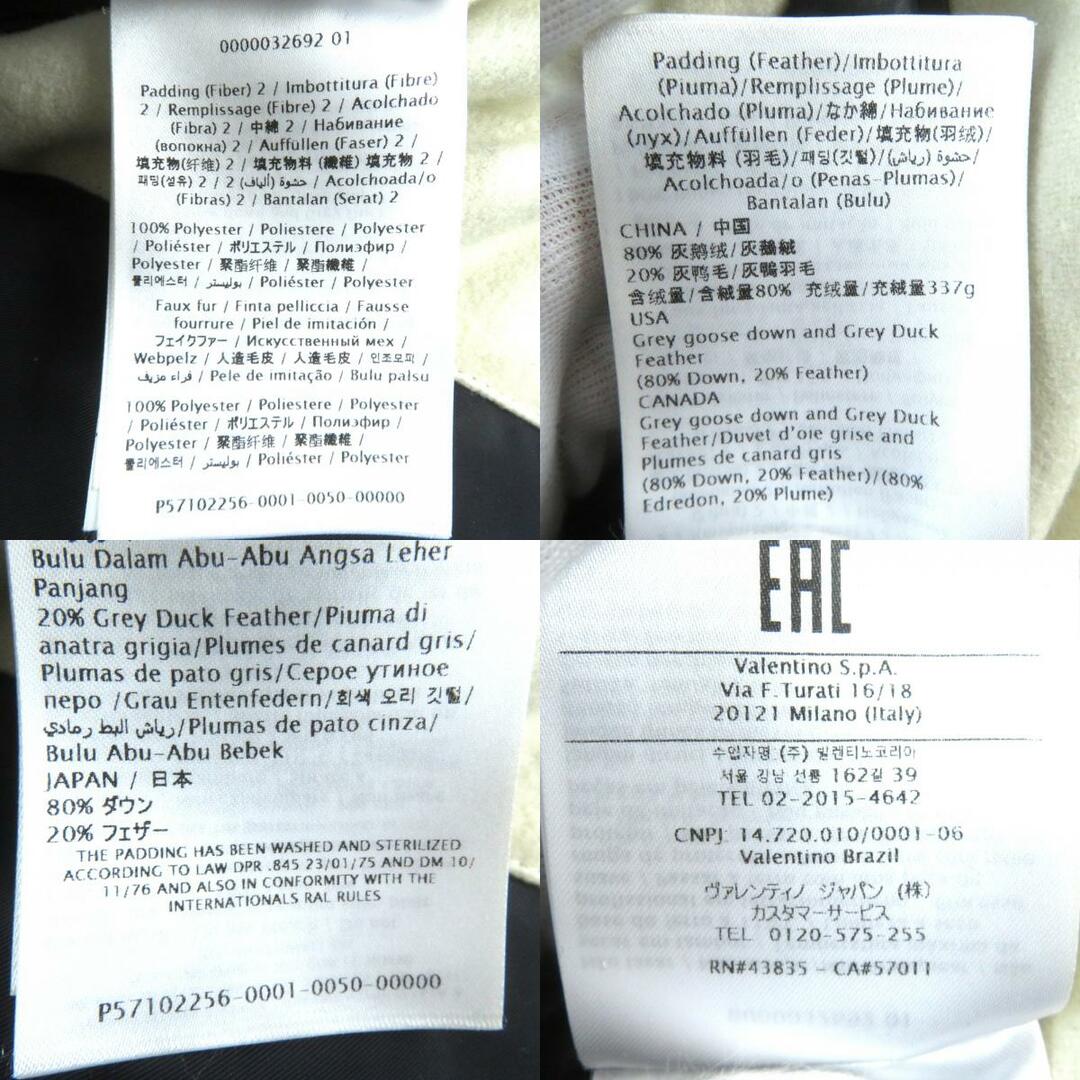 0000032692 01
Padding (Fiber) 2 / Imbottitura (Fibre)
2 / Remplissage (Fibre) 2 / Acolchado
(Fibra) 2 / 中綿 2 / Набивание
(волокна) 2 / Auffüllen (Faser) 2 /
填充物(纤维) 2 / 填充物料 (纖維) 填充物 2 /
패딩(섬유) 2 / حشوة (ألياف) 2 / Acolchoada/o
(Fibras) 2 / Bantalan (Serat) 2
100% Polyester / Poliestere / Polyester
/ Poliéster / ポリエステル / Полиэфир /
Polyester / 聚酯纤维 / 聚酯纖維 /
폴리에스터 / بوليستر / Poliéster / Polyester
Faux fur / Finta pelliccia / Fausse
fourrure / Piel de imitación /
フェイクファー / Искусственный мех /
Webpelz / 人造毛皮 / 人造毛皮 / 인조모피 /
فراء مزيف / Pele de imitação / Bulu palsu
100% Polyester / Poliestere / Polyester
/ Poliéster / ポリエステル / Полиэфир /
Polyester / 聚酯纤维 / 聚酯纖維 /
폴리에스터 / بوليستر / Poliéster / Polyester
P57102256-0001-0050-00000
Padding (Feather)/Imbottitura
(Piuma)/Remplissage (Plume)/
Acolchado (Pluma)/なか綿/Набивание
(лух)/Auffüllen (Feder)/填充物(羽绒)/
填充物料 (羽毛)/패딩(깃털)/حشوة (رياش)/
Acolchoada/o (Penas-Plumas)/
Bantalan (Bulu)
CHINA / 中国
80% 灰鹅绒/灰鵝絨
20% 灰鸭毛/灰鴨羽毛
含绒量/含絨量80% 充绒量/充絨量337g
USA
Grey goose down and Grey Duck
Feather
(80% Down, 20% Feather)
CANADA
Grey goose down and Grey Duck
Feather/Duvet d'oie grise and
Plumes de canard gris
(80% Down, 20% Feather)/(80%
Edredon, 20% Plume)
Bulu Dalam Abu-Abu Angsa Leher
Panjang
20% Grey Duck Feather/Piuma di
anatra grigia/Plumes de canard gris/
Plumas de pato gris/Серое утиное
перо /Grau Entenfedern/회색 오리 깃털/
رياش البط رمادي/Plumas de pato cinza/
Bulu Abu-Abu Bebek
JAPAN / 日本
80% ダウン
20% フェザー
THE PADDING HAS BEEN WASHED AND STERILIZED
ACCORDING TO LAW DPR .845 23/01/75 AND DM 10/
11/76 AND ALSO IN CONFORMITY WITH THE
INTERNATIONALS RAL RULES
P57102256-0001-0050-00000
EAC
Valentino S.p.A.
Via F.Turati 16/18
20121 Milano (Italy)
수입자명 (주) 발렌티노코리아
서울 강남 선릉 162길 39
TEL 02-2015-4642
CNPJ: 14.720.010/0001-06
Valentino Brazil
ヴァレンティノ ジャパン (株)
カスタマーサービス
TEL 0120-575-255
RN#43835 - CA#57011